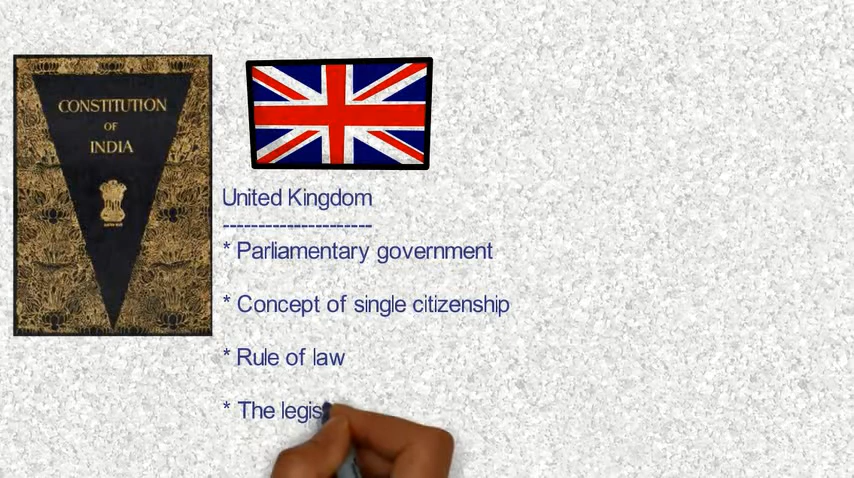 CONSTITUTION
OF
INDIA
United Kingdom
---------------------
* Parliamentary government
* Concept of single citizenship
* Rule of law
* The legis